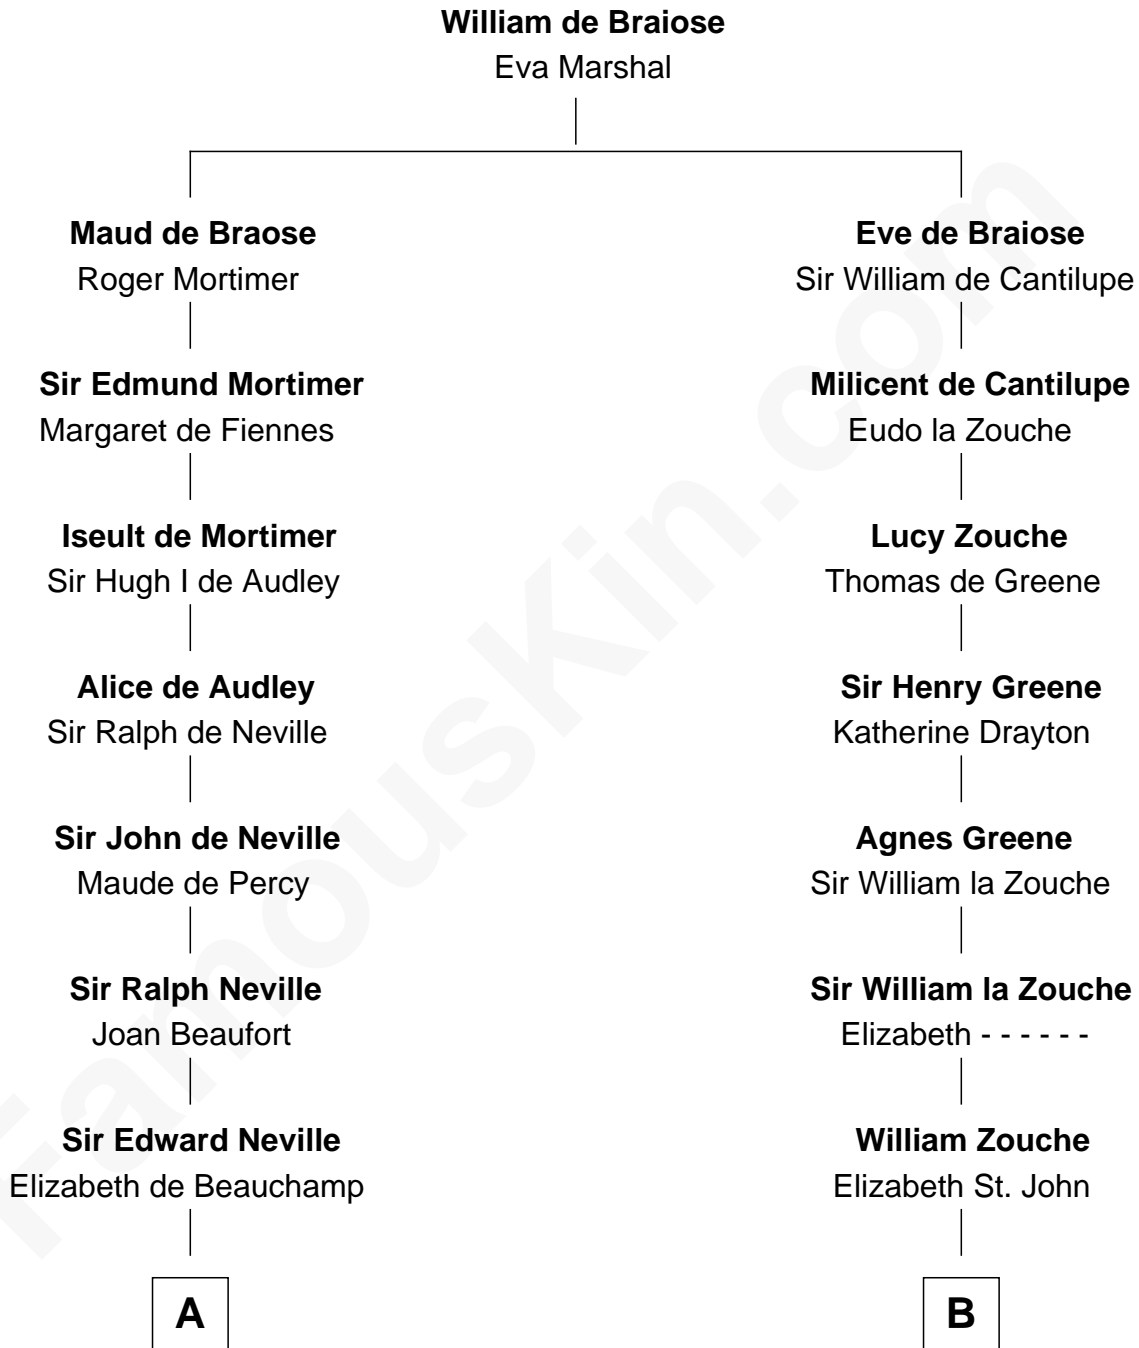 William de Braiose
Eva Marshal
Maud de Braose
Roger Mortimer
Sir Edmund Mortimer
Margaret de Fiennes
Iseult de Mortimer
Sir Hugh I de Audley
Alice de Audley
Sir Ralph de Neville
Sir John de Neville
Maude de Percy
Sir Ralph Neville
Joan Beaufort
Sir Edward Neville
Elizabeth de Beauchamp
A
Eve de Braiose
Sir William de Cantilupe
Milicent de Cantilupe
Eudo la Zouche
Lucy Zouche
Thomas de Greene
Sir Henry Greene
Katherine Drayton
Agnes Greene
Sir William la Zouche
Sir William la Zouche
Elizabeth - - - - - -
William Zouche
Elizabeth St. John
B
FamousKin.com